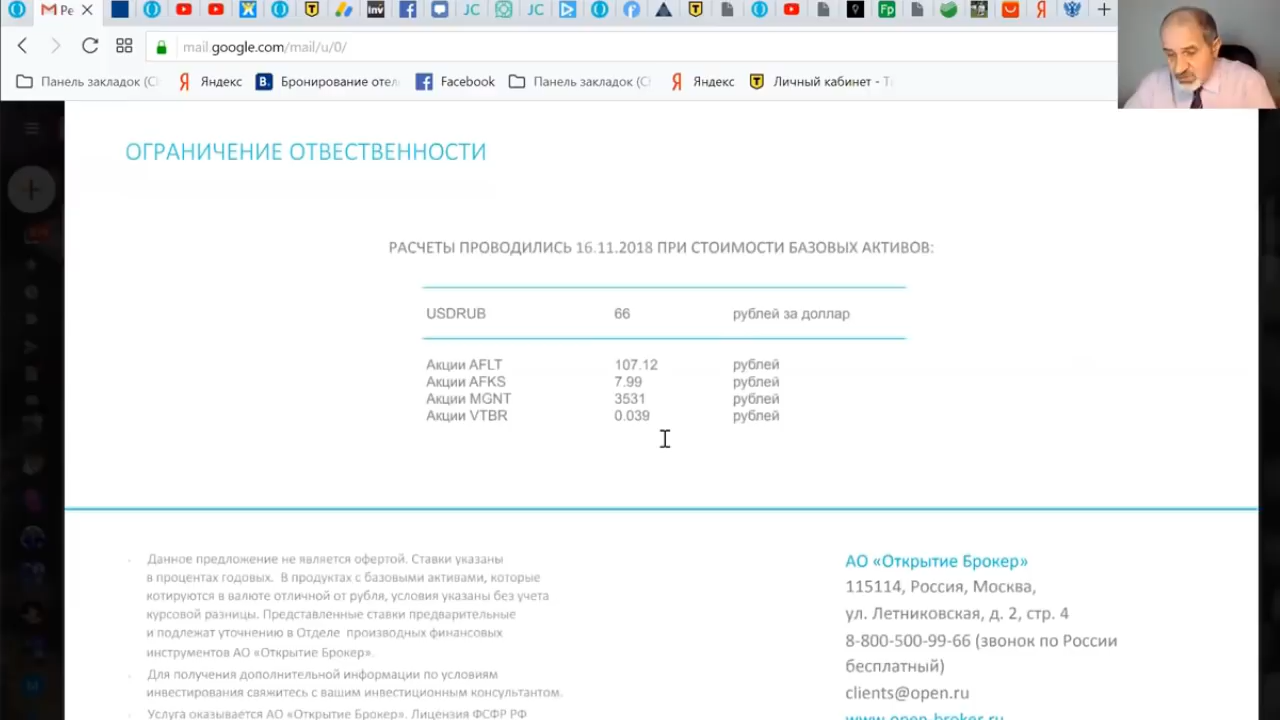 Ре
mail.google.com/mail/u/0/
Панель закладок (С
Яндекс
Бронирование отел
Facebook
Панель закладок (С
Яндекс
Личный кабинет - Т
ОГРАНИЧЕНИЕ ОТВЕСТВЕННОСТИ
РАСЧЕТЫ ПРОВОДИЛИСЬ 16.11.2018 ПРИ СТОИМОСТИ БАЗОВЫХ АКТИВОВ:
USDRUB 66 рублей за доллар
Акции AFLT 107.12 рублей
Акции AFKS 7.99 рублей
Акции MGNT 3531 рублей
Акции VTBR 0.039 рублей
Данное предложение не является офертой. Ставки указаны
в процентах годовых. В продуктах с базовыми активами, которые
котируются в валюте отличной от рубля, условия указаны без учета
курсовой разницы. Представленные ставки предварительные
и подлежат уточнению в Отделе производных финансовых
инструментов АО «Открытие Брокер».
Для получения дополнительной информации по условиям
инвестирования свяжитесь с вашим инвестиционным консультантом.
Услуга оказывается АО «Открытие Брокер». Лицензия ФСФР РФ
АО «Открытие Брокер»
115114, Россия, Москва,
ул. Летниковская, д. 2, стр. 4
8-800-500-99-66 (звонок по России
бесплатный)
clients@open.ru
www.open-broker.ru